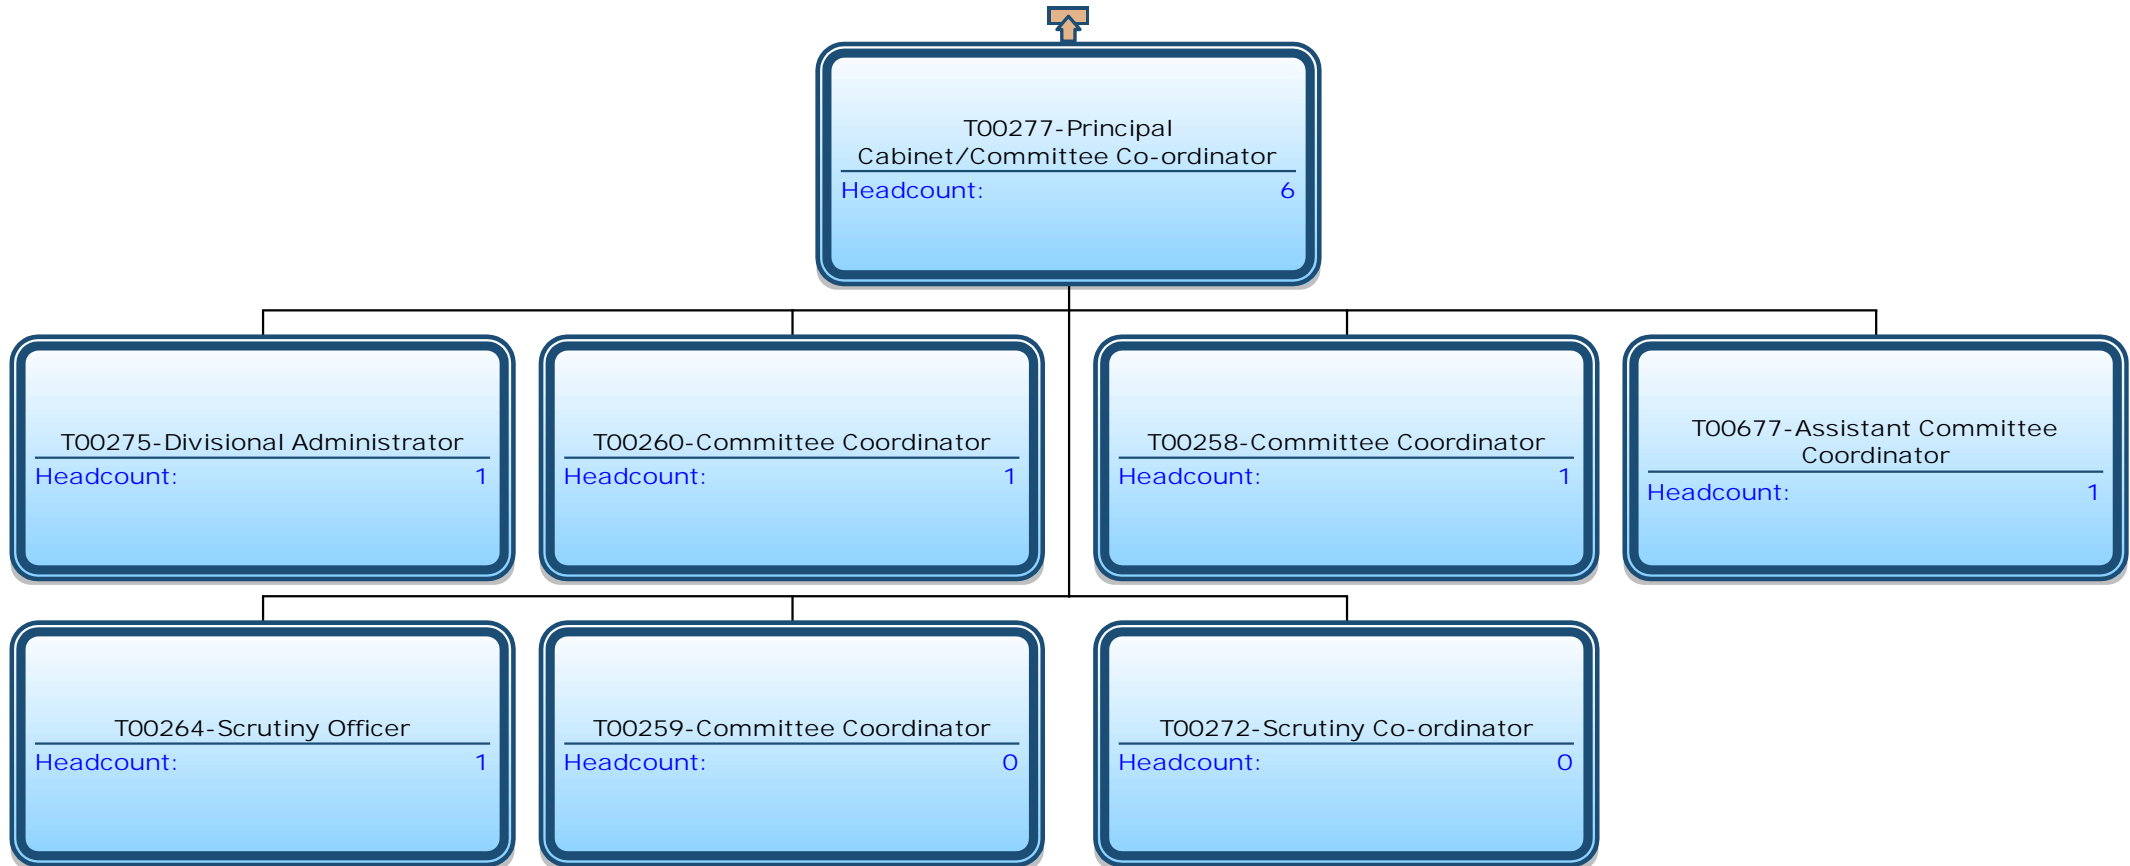 T00277-Principal
Cabinet/Committee Co-ordinator
Headcount: 6
T00275-Divisional Administrator
Headcount: 1
T00260-Committee Coordinator
Headcount: 1
T00258-Committee Coordinator
Headcount: 1
T00677-Assistant Committee
Coordinator
Headcount: 1
T00264-Scrutiny Officer
Headcount: 1
T00259-Committee Coordinator
Headcount: 0
T00272-Scrutiny Co-ordinator
Headcount: 0